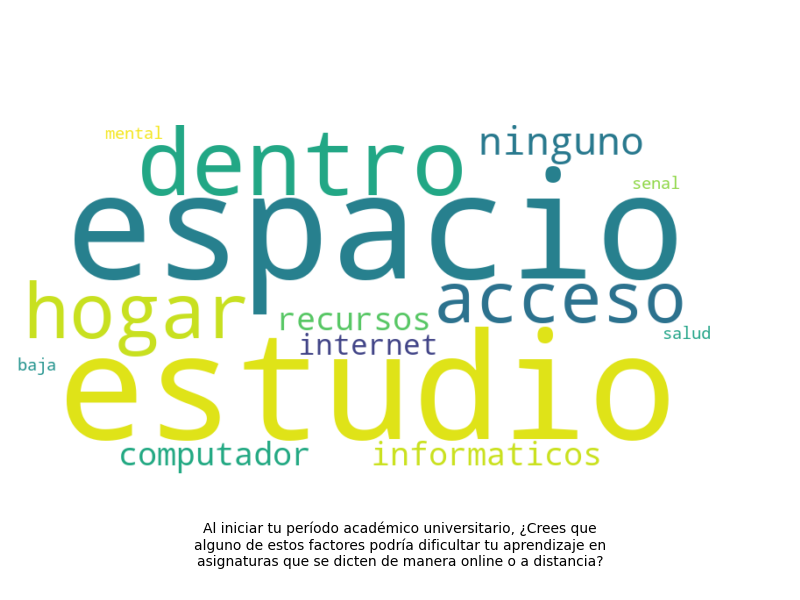 mental
dentro
ninguno
senal
espacio
hogar
acceso
recursos
internet
salud
baja
estudio
computador
informaticos
Al iniciar tu período académico universitario, ¿Crees que
alguno de estos factores podría dificultar tu aprendizaje en
asignaturas que se dicten de manera online o a distancia?